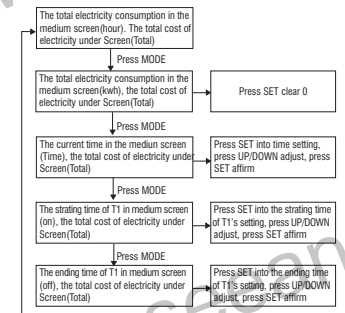 The total electricity consumption in the
medium screen(hour). The total cost of
electricity under Screen(Total)
Press MODE
The total electricity consumption in the
medium screen(kwh), the total cost of
electricity under Screen(Total)
Press SET clear 0
Press MODE
The current time in the mediun screen
(Time), the total cost of electricity under
Screen(Total)
Press SET into time setting,
press UP/DOWN adjust, press
SET affirm
Press MODE
The strating time of T1 in medium screen
(on), the total cost of electricity under
Screen(Total)
Press SET into the strating time
of T1's setting, press UP/DOWN
adjust, press SET affirm
Press MODE
The ending time of T1 in medium screen
(off), the total cost of electricity under
Screen(Total)
Press SET into the ending time
of T1's setting, press UP/DOWN
adjust, press SET affirm